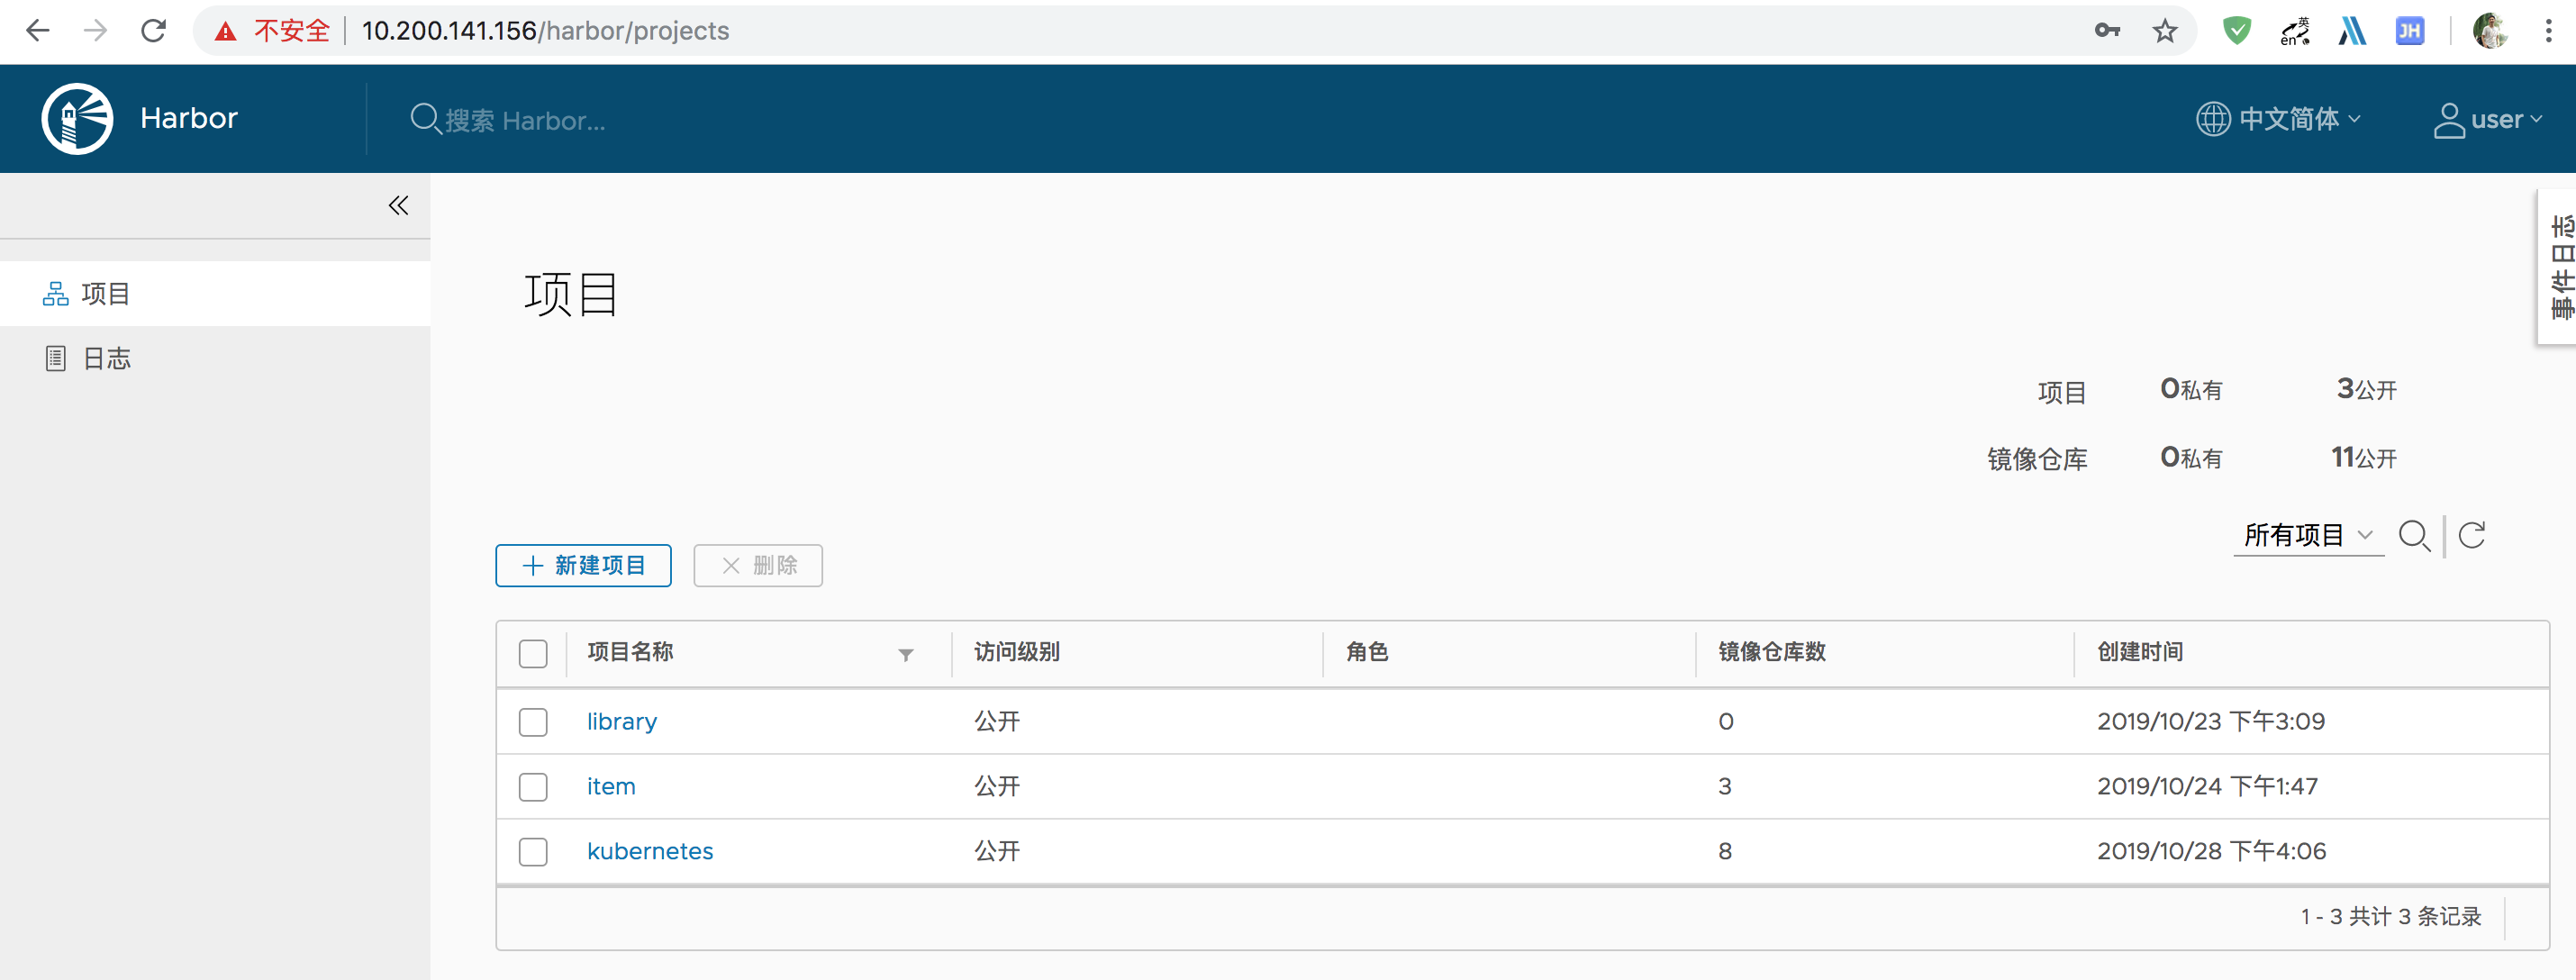 不安全 10.200.141.156/harbor/projects
英
en
JH
Harbor 搜索 Harbor... 中文简体 user
事件日志
项目
日志
项目
项目 0私有 3公开
镜像仓库 0私有 11公开
所有项目
新建项目 删除
项目名称 访问级别 角色 镜像仓库数 创建时间
library 公开 0 2019/10/23 下午3:09
item 公开 3 2019/10/24 下午1:47
kubernetes 公开 8 2019/10/28 下午4:06
1 - 3 共计 3 条记录